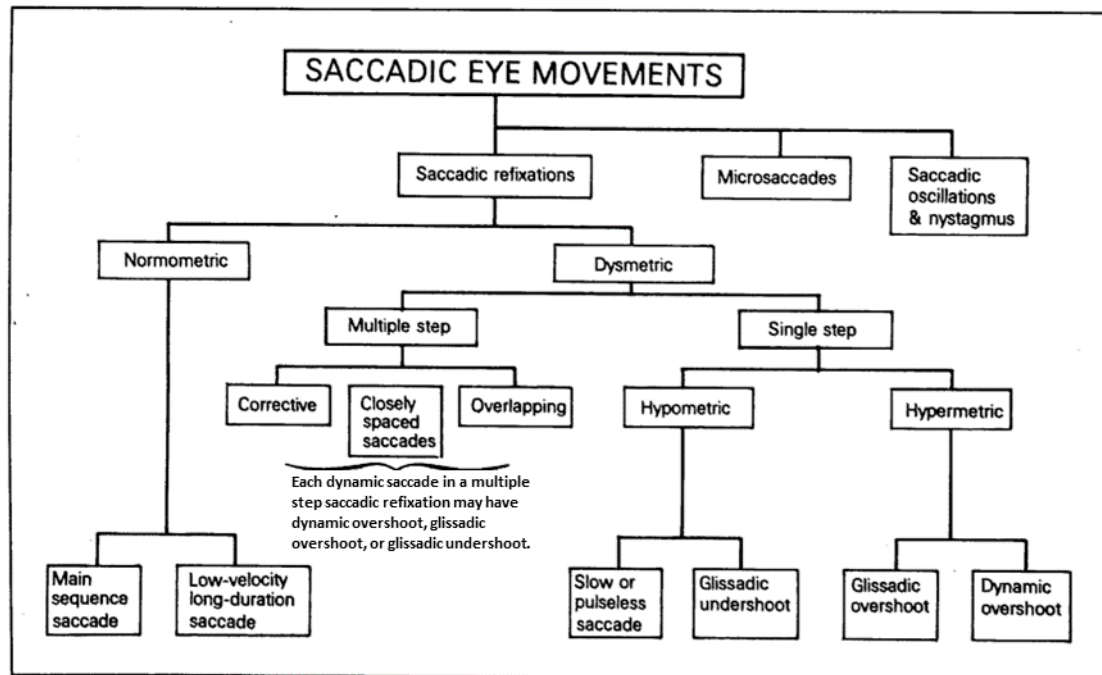 SACCADIC EYE MOVEMENTS
Saccadic refixations
Microsaccades
Saccadic
oscillations
& nystagmus
Normometric
Dysmetric
Multiple step
Single step
Corrective
Closely
spaced
saccades
Overlapping
Hypometric
Hypermetric
Each dynamic saccade in a multiple
step saccadic refixation may have
dynamic overshoot, glissadic
overshoot, or glissadic undershoot.
Main
sequence
saccade
Low-velocity
long-duration
saccade
Slow or
pulseless
saccade
Glissadic
undershoot
Glissadic
overshoot
Dynamic
overshoot